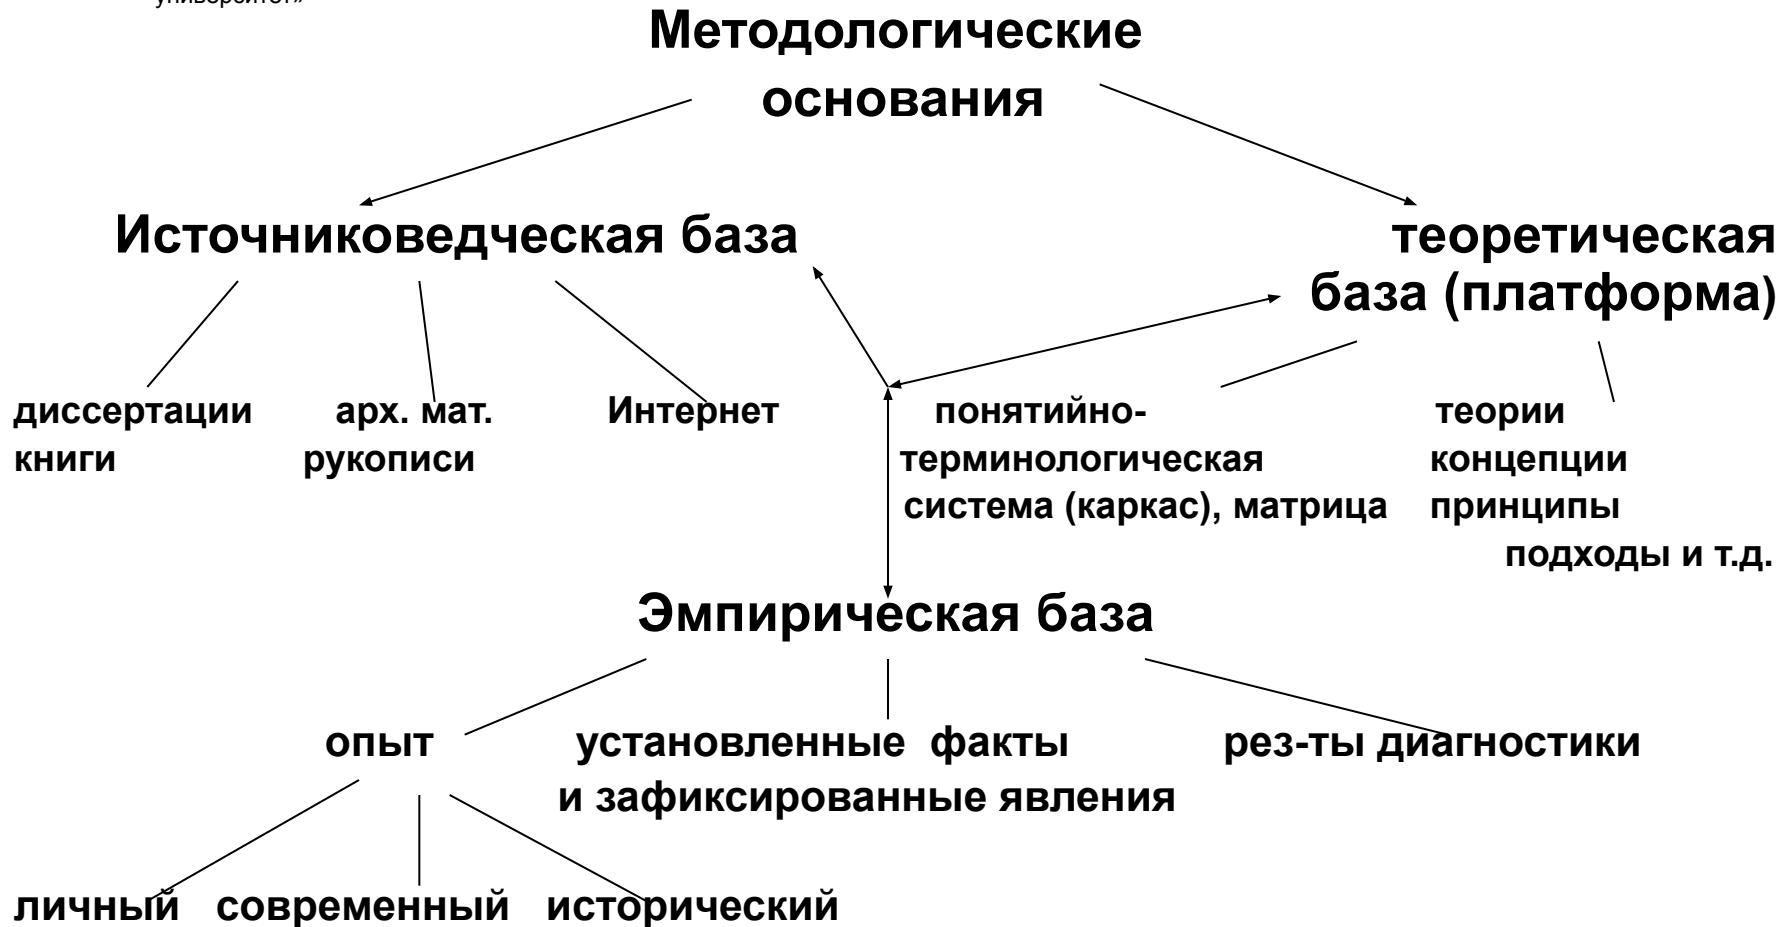 университет»
Методологические
основания
Источниковедческая база
теоретическая
база (платформа)
диссертации арх. мат. Интернет понятийно- теории
книги рукописи терминологическая концепции
система (каркас), матрица принципы
подходы и т.д.
Эмпирическая база
опыт установленные факты рез-ты диагностики
и зафиксированные явления
личный современный исторический